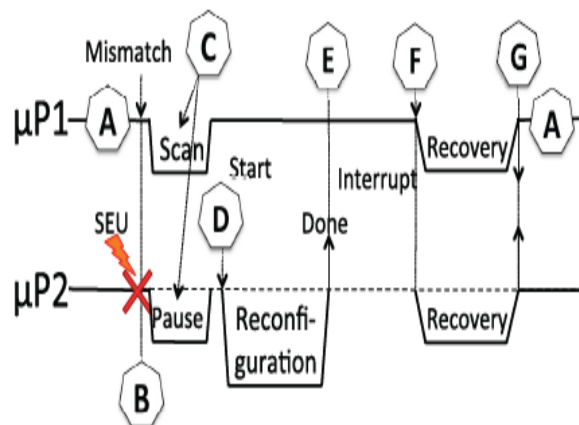 Mismatch
C
E
F
G
µP1
A
Scan
Recovery
A
Start
Interrupt
D
SEU
Done
µP2
Pause
Reconfi-
guration
Recovery
B